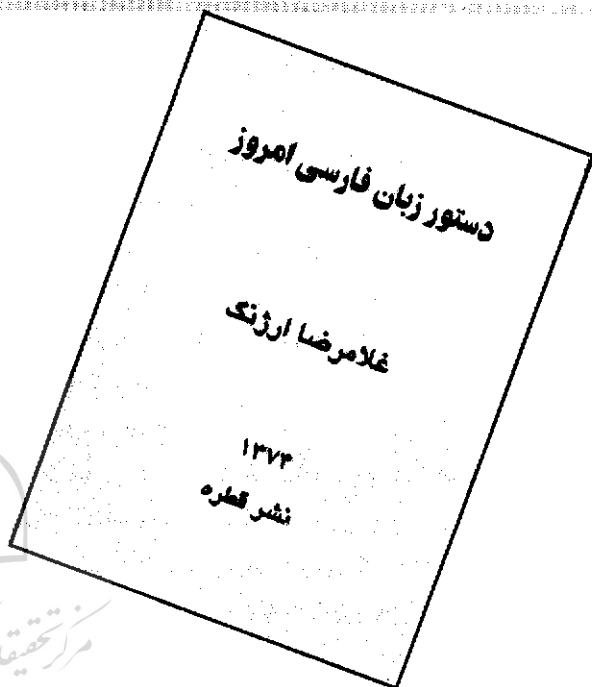 دستور زبان فارسی امروز
غلامرضا ارژنگ
۱۳۷۴
نشر قطره